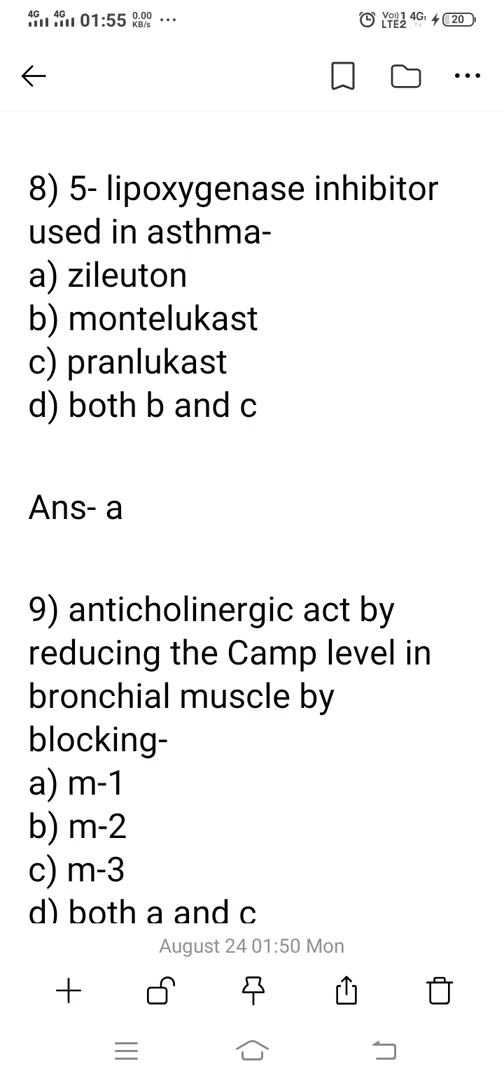 4G 4G 01:55 0.00 KB/s ... Vo)) 1 4G LTE2 20
8) 5- lipoxygenase inhibitor
used in asthma-
a) zileuton
b) montelukast
c) pranlukast
d) both b and c
Ans- a
9) anticholinergic act by
reducing the Camp level in
bronchial muscle by
blocking-
a) m-1
b) m-2
c) m-3
d) both a and c
August 24 01:50 Mon